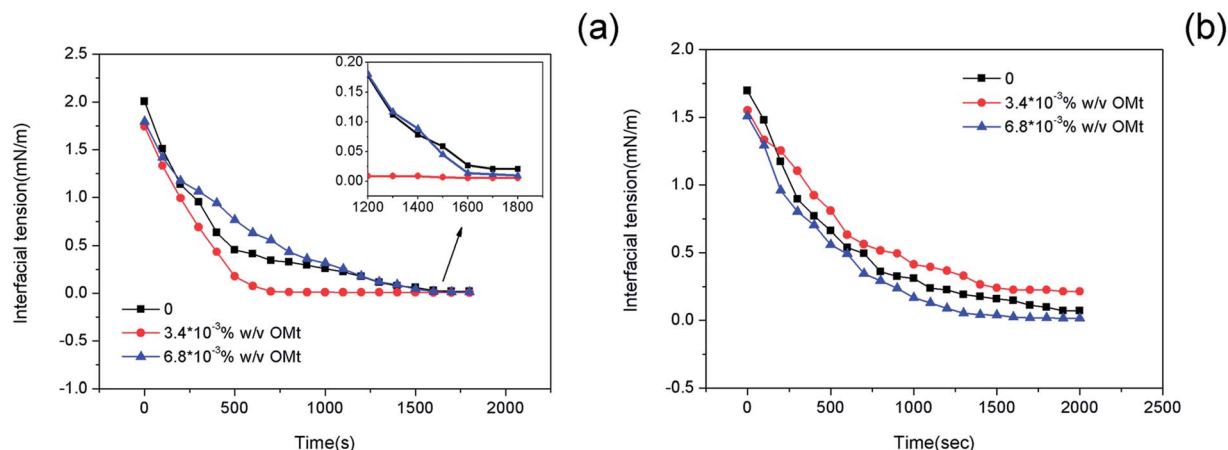 (a)
2.5
2.0
1.5
1.0
0.5
0.0
-0.5
-1.0
Interfacial tension(mN/m)
0 500 1000 1500 2000
Time(s)
0
3.4*10-3% w/v OMt
6.8*10-3% w/v OMt
0.20
0.15
0.10
0.05
0.00
1200 1300 1400 1500 1600 1700 1800
(b)
2.0
1.5
1.0
0.5
0.0
-0.5
Interfacial tension(mN/m)
-500 0 500 1000 1500 2000 2500
Time(sec)
0
3.4*10-3% w/v OMt
6.8*10-3% w/v OMt